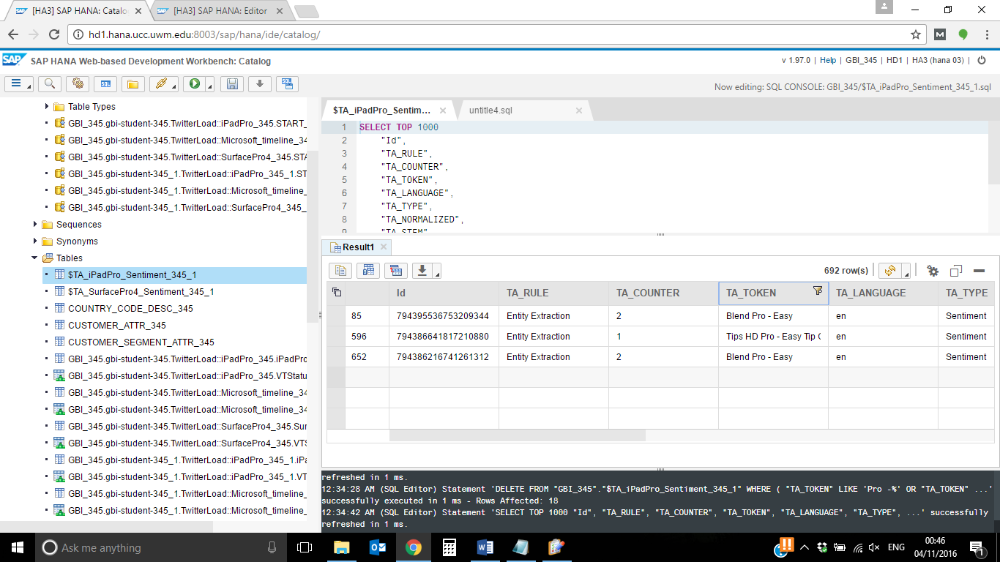 [HA3] SAP HANA: Catalo
[HA3] SAP HANA: Editor
hd1.hana.ucc.uwm.edu:8003/sap/hana/ide/catalog/
SAP SAP HANA Web-based Development Workbench: Catalog
v 1.97.0 | Help | GBI_345 | HD1 | HA3 (hana 03) |
Now editing: SQL CONSOLE: GBI_345/$TA_iPadPro_Sentiment_345_1.sql
Table Types
GBI_345.gbi-student-345.TwitterLoad::iPadPro_345.START_
GBI_345.gbi-student-345.TwitterLoad::Microsoft_timeline_34
GBI_345.gbi-student-345.TwitterLoad::SurfacePro4_345.STA
GBI_345.gbi-student-345_1.TwitterLoad::iPadPro_345_1.ST
GBI_345.gbi-student-345_1.TwitterLoad::Microsoft_timeline_
GBI_345.gbi-student-345_1.TwitterLoad::SurfacePro4_345_
Sequences
Synonyms
Tables
$TA_iPadPro_Sentiment_345_1
$TA_SurfacePro4_Sentiment_345_1
COUNTRY_CODE_DESC_345
CUSTOMER_ATTR_345
CUSTOMER_SEGMENT_ATTR_345
GBI_345.gbi-student-345.TwitterLoad::iPadPro_345.iPadPro
GBI_345.gbi-student-345.TwitterLoad::iPadPro_345.VTStatu
GBI_345.gbi-student-345.TwitterLoad::Microsoft_timeline_34
GBI_345.gbi-student-345.TwitterLoad::Microsoft_timeline_34
GBI_345.gbi-student-345.TwitterLoad::SurfacePro4_345.Sur
GBI_345.gbi-student-345.TwitterLoad::SurfacePro4_345.VTS
GBI_345.gbi-student-345_1.TwitterLoad::iPadPro_345_1.iPa
GBI_345.gbi-student-345_1.TwitterLoad::iPadPro_345_1.VT
GBI_345.gbi-student-345_1.TwitterLoad::Microsoft_timeline_
GBI_345.gbi-student-345_1.TwitterLoad::Microsoft_timeline_
$TA_iPadPro_Sentim...
untitle4.sql
1 SELECT TOP 1000
2 "Id",
3 "TA_RULE",
4 "TA_COUNTER",
5 "TA_TOKEN",
6 "TA_LANGUAGE",
7 "TA_TYPE",
8 "TA_NORMALIZED",
9 "TA_STEM"
Result1
692 row(s)
Id TA_RULE TA_COUNTER TA_TOKEN TA_LANGUAGE TA_TYPE
85 794395536753209344 Entity Extraction 2 Blend Pro - Easy en Sentiment
596 794386641817210880 Entity Extraction 1 Tips HD Pro - Easy Tip C en Sentiment
652 794386216741261312 Entity Extraction 2 Blend Pro - Easy en Sentiment
refreshed in 1 ms.
12:34:28 AM (SQL Editor) Statement 'DELETE FROM "GBI_345"."$TA_iPadPro_Sentiment_345_1" WHERE ( "TA_TOKEN" LIKE 'Pro -%' OR "TA_TOKEN" ...'
successfully executed in 1 ms - Rows Affected: 18
12:34:42 AM (SQL Editor) Statement 'SELECT TOP 1000 "Id", "TA_RULE", "TA_COUNTER", "TA_TOKEN", "TA_LANGUAGE", "TA_TYPE", ...' successfully
refreshed in 1 ms.
Ask me anything
ENG
00:46
04/11/2016